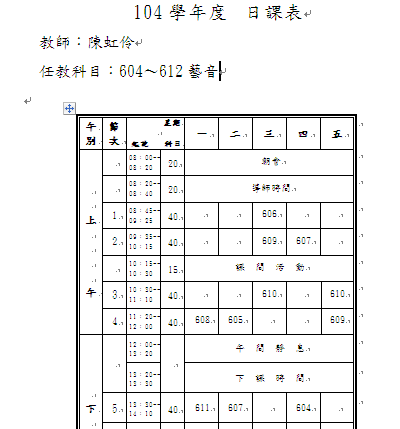 104 學年度 日課表
教師：陳虹伶
任教科目：604～612 藝音
午別 節次 起訖 星期 科目 一 二 三 四 五
08：00～08：20 20 朝會
08：20～08：40 20 導師時間
上午
1 08：45～09：25 40 606
2 09：35～10：15 40 609 607
10：15～10：30 15 課間活動
3 10：30～11：10 40 610 610
4 11：20～12：00 40 608 605 609
12：00～12：20 午間靜息
12：20～13：30 下課時間
下
5 13：30～14：10 40 611 607 604